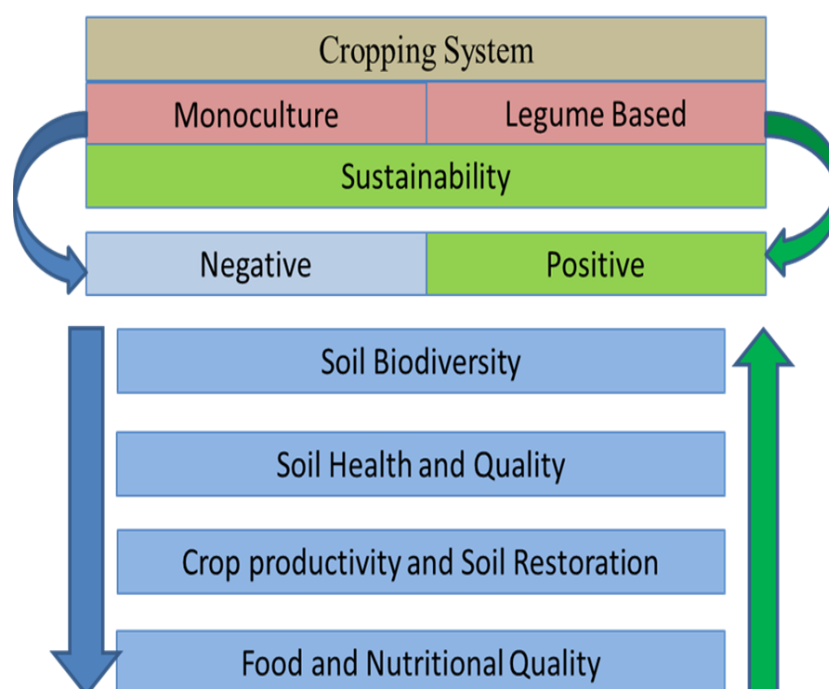 Cropping System
Monoculture
Legume Based
Sustainability
Negative
Positive
Soil Biodiversity
Soil Health and Quality
Crop productivity and Soil Restoration
Food and Nutritional Quality